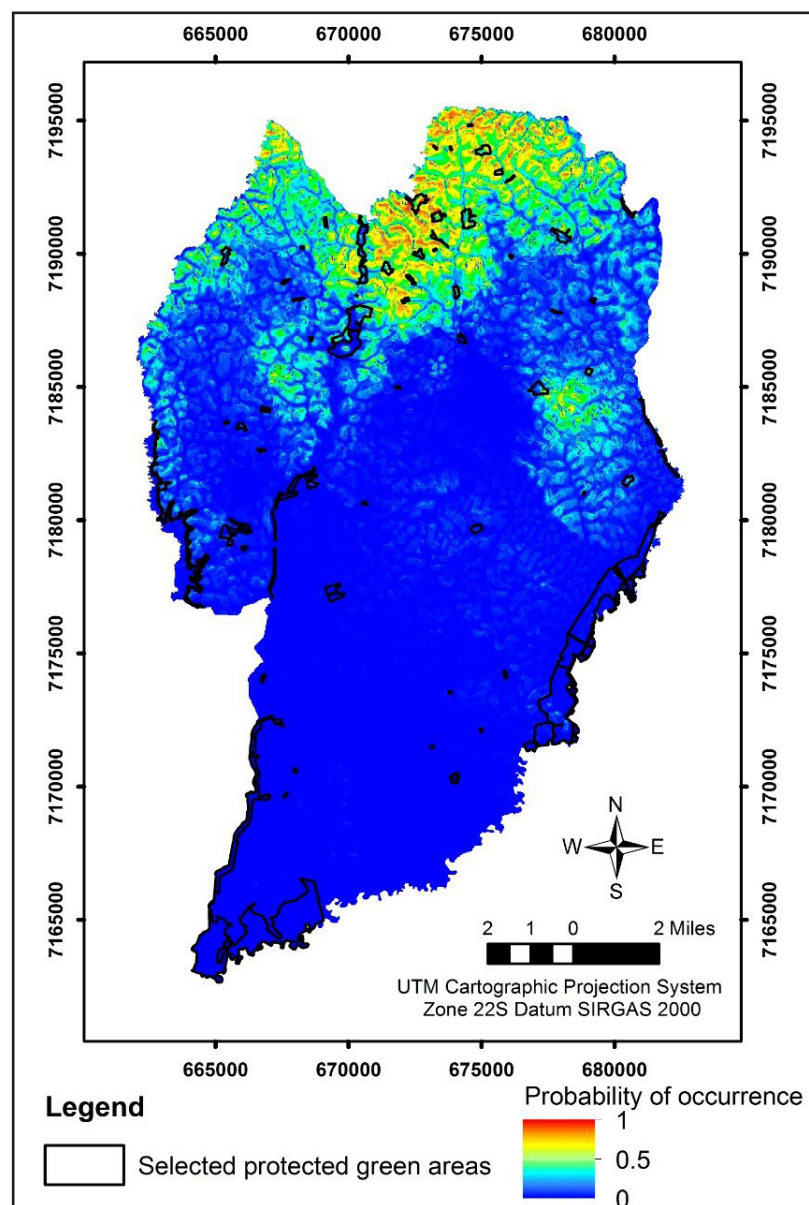 665000 670000 675000 680000
7195000 7195000
7190000 7190000
7185000 7185000
7180000 7180000
7175000 7175000
7170000 7170000
7165000 7165000
N
W E
S
2 1 0 2 Miles
UTM Cartographic Projection System
Zone 22S Datum SIRGAS 2000
665000 670000 675000 680000
Legend
Selected protected green areas
Probability of occurrence
1
0.5
0